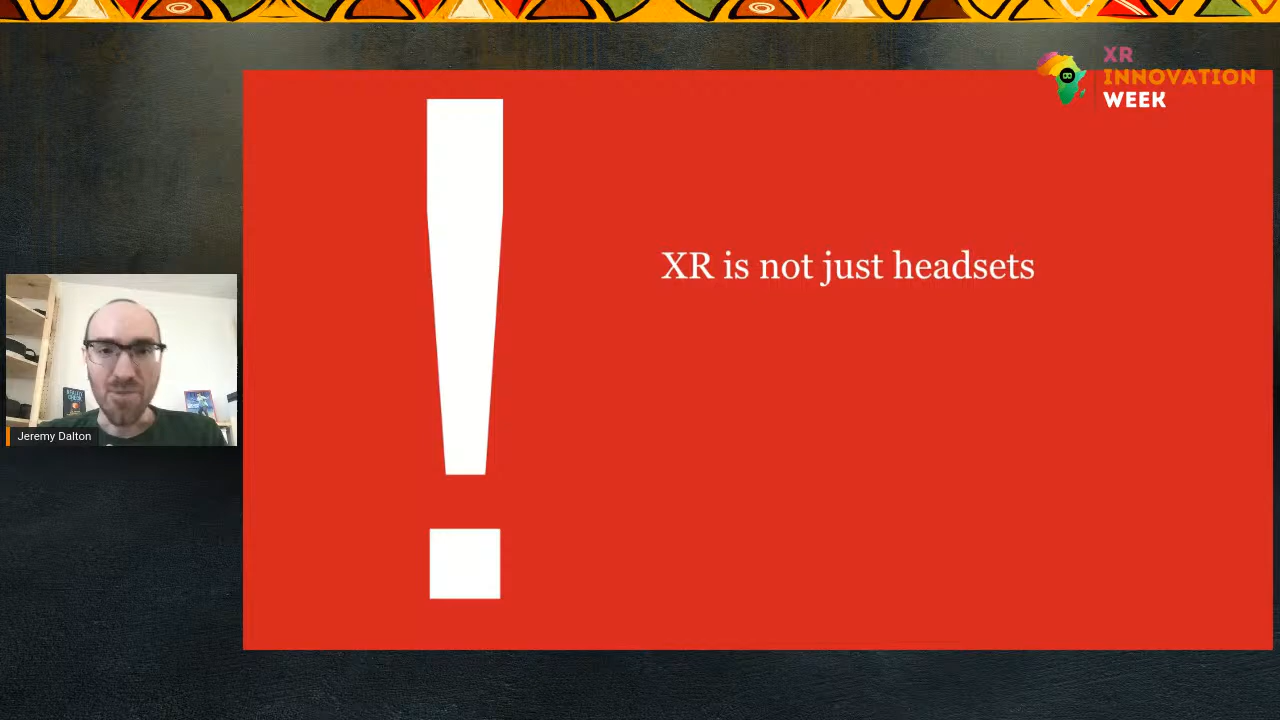 XR
INNOVATION
WEEK
XR is not just headsets
Jeremy Dalton